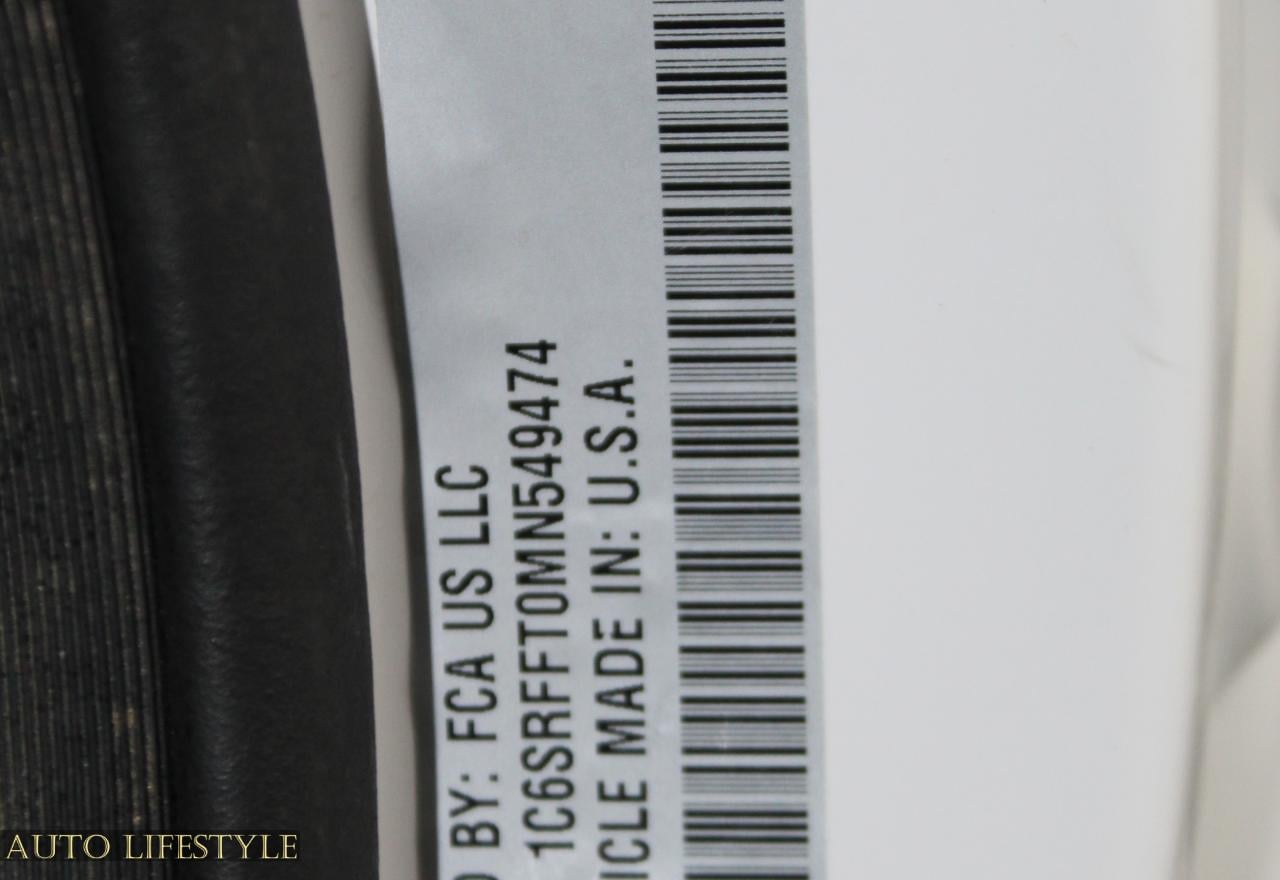 BY: FCA US LLC
1C6SRFFT0MN549474
ICLE MADE IN: U.S.A.
AUTO LIFESTYLE